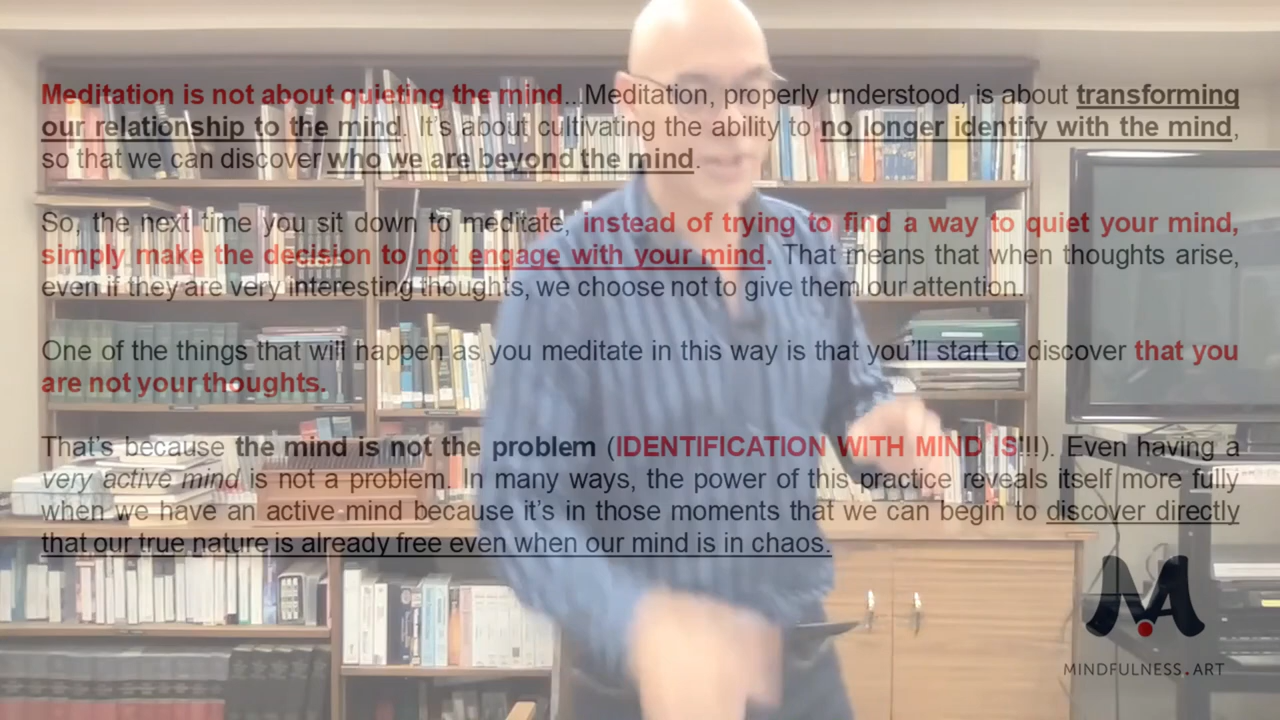 Meditation is not about quieting the mind...Meditation, properly understood, is about transforming
our relationship to the mind. It's about cultivating the ability to no longer identify with the mind,
so that we can discover who we are beyond the mind.
So, the next time you sit down to meditate, instead of trying to find a way to quiet your mind,
simply make the decision to not engage with your mind. That means that when thoughts arise,
even if they are very interesting thoughts, we choose not to give them our attention.
One of the things that will happen as you meditate in this way is that you'll start to discover that you
are not your thoughts.
That's because the mind is not the problem (IDENTIFICATION WITH MIND IS!!!). Even having a
very active mind is not a problem. In many ways, the power of this practice reveals itself more fully
when we have an active mind because it's in those moments that we can begin to discover directly
that our true nature is already free even when our mind is in chaos.
MA
MINDFULNESS.ART